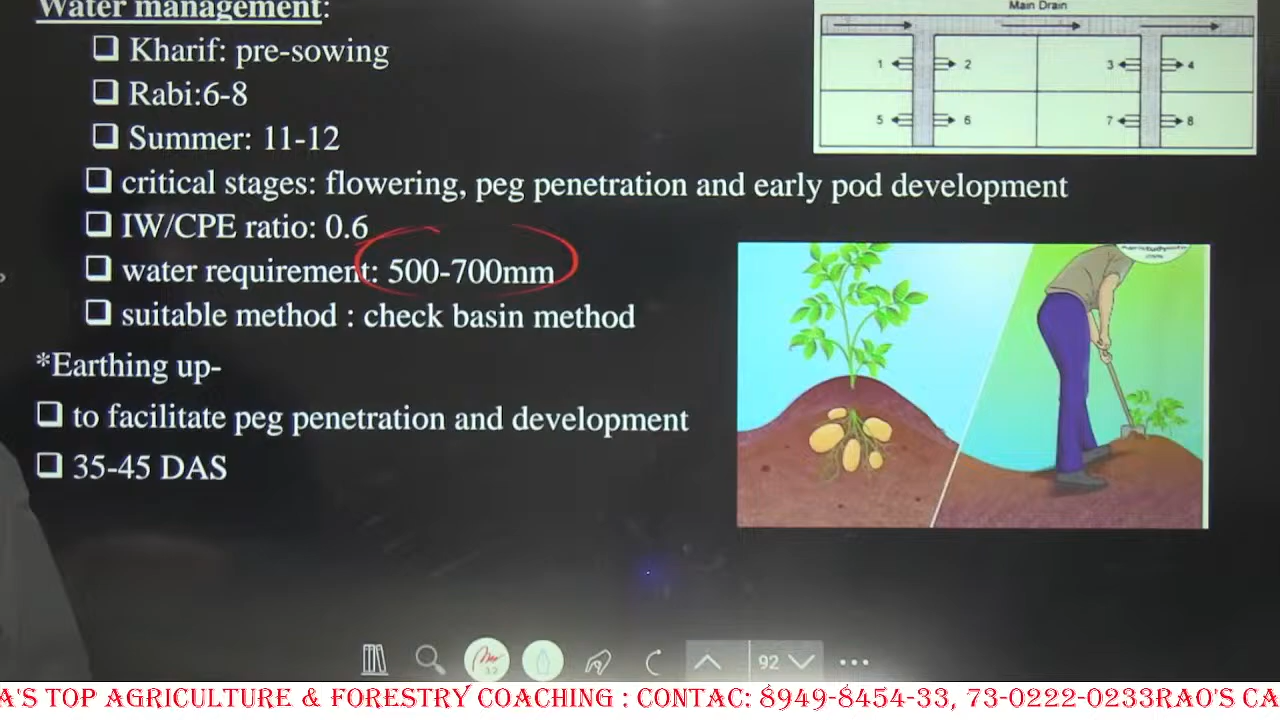 Water management:
❑ Kharif: pre-sowing
❑ Rabi:6-8
❑ Summer: 11-12
❑ critical stages: flowering, peg penetration and early pod development
❑ IW/CPE ratio: 0.6
❑ water requirement: 500-700mm
❑ suitable method : check basin method
*Earthing up-
❑ to facilitate peg penetration and development
❑ 35-45 DAS
Main Drain
1 2 3 4
5 6 7 8
92
A'S TOP AGRICULTURE & FORESTRY COACHING : CONTAC: 8949-8454-33, 73-0222-0233RAO'S CA